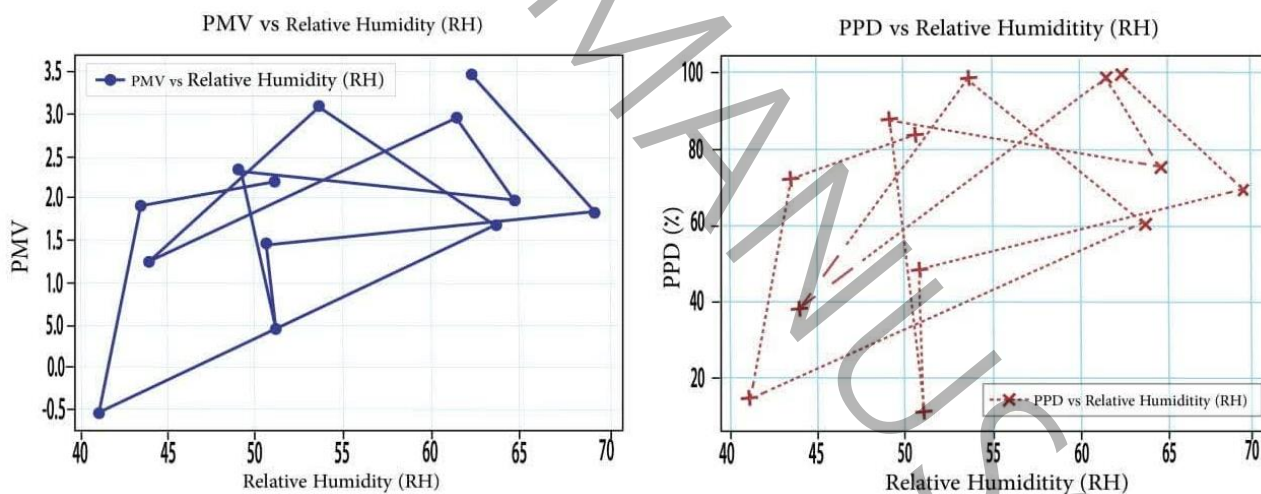 PMV vs Relative Humidity (RH)
3.5
3.0
2.5
2.0
1.5
1.0
5.0
0.0
-0.5
PMV
PMV vs Relative Humidity (RH)
40 45 50 55 60 65 70
Relative Humidity (RH)
PPD vs Relative Humiditity (RH)
100
80
60
40
20
PPD (%)
PPD vs Relative Humiditity (RH)
40 45 50 55 60 65 70
Relative Humiditity (RH)
MANUS